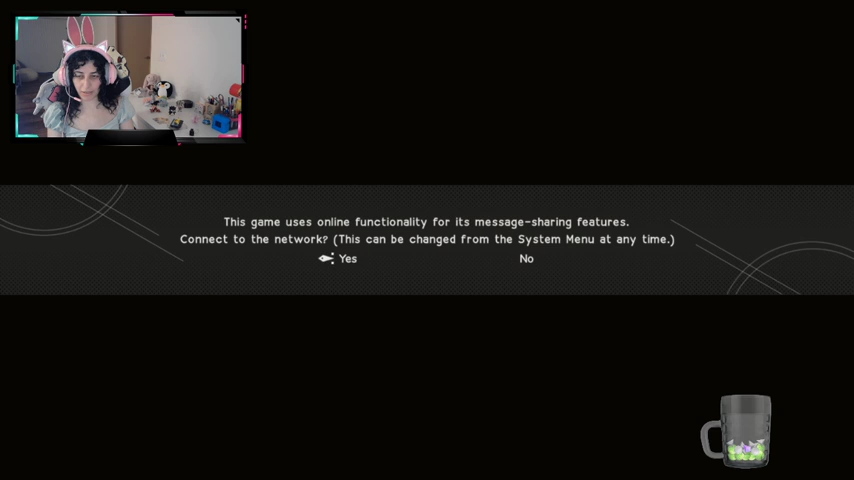 This game uses online functionality for its message-sharing features.
Connect to the network? (This can be changed from the System Menu at any time.)
Yes No